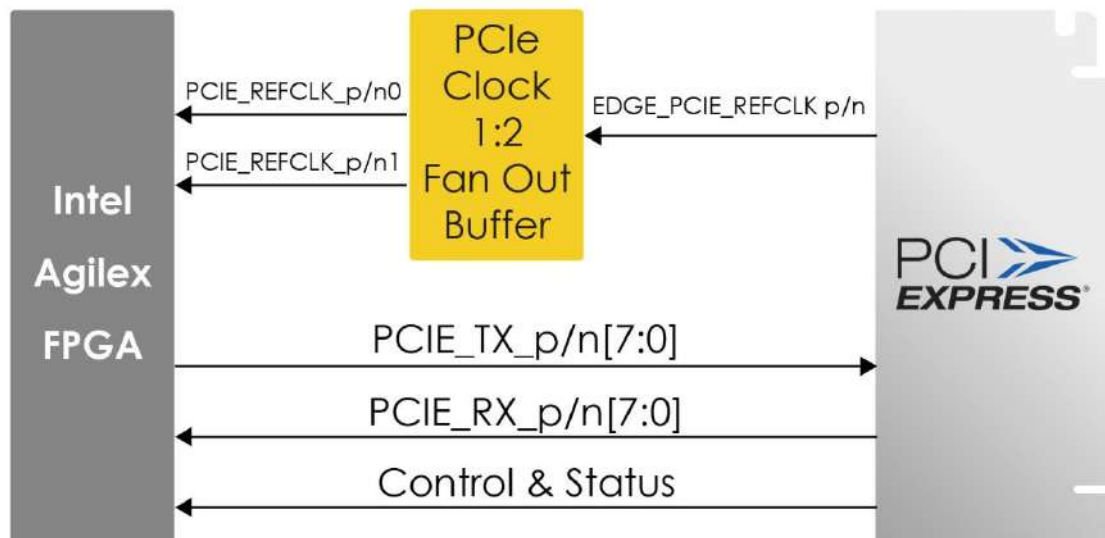 PCIe
Clock
1:2
Fan Out
Buffer
PCIE_REFCLK_p/n0
PCIE_REFCLK_p/n1
EDGE_PCIE_REFCLK p/n
Intel
Agilex
FPGA
PCI
EXPRESS®
PCIE_TX_p/n[7:0]
PCIE_RX_p/n[7:0]
Control & Status